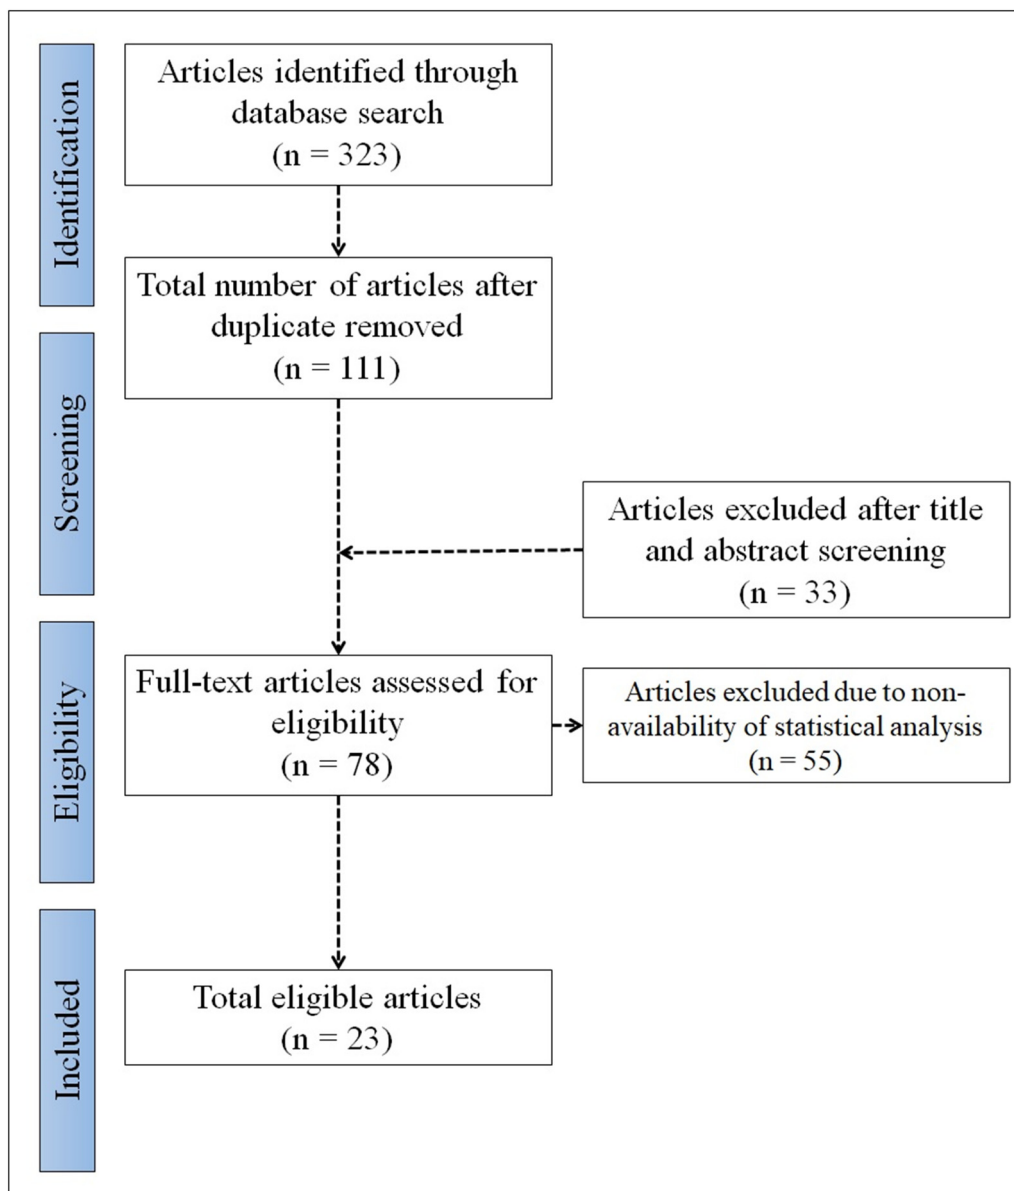 Identification
Articles identified through
database search
(n = 323)
Total number of articles after
duplicate removed
(n = 111)
Screening
Articles excluded after title
and abstract screening
(n = 33)
Eligibility
Full-text articles assessed for
eligibility
(n = 78)
Articles excluded due to non-
availability of statistical analysis
(n = 55)
Included
Total eligible articles
(n = 23)